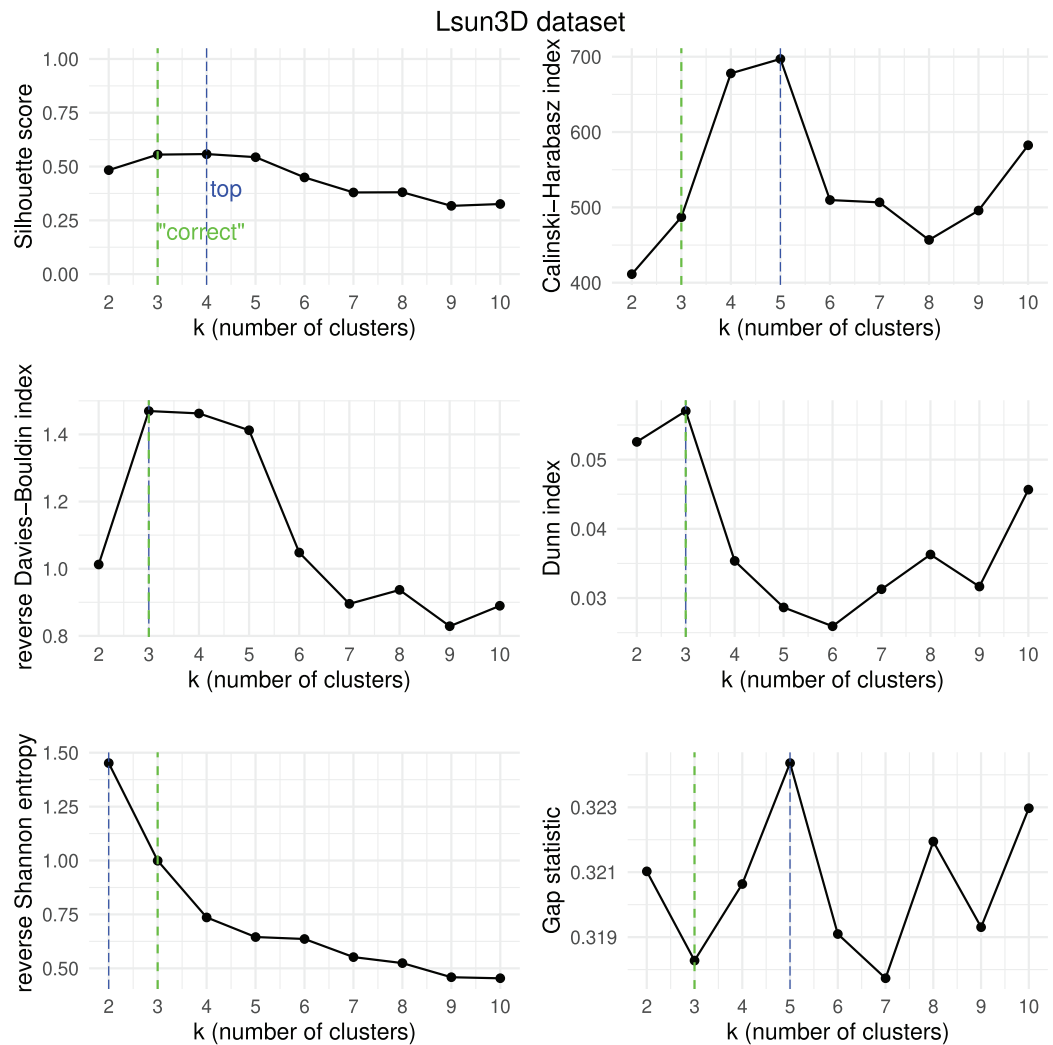 Lsun3D dataset
Silhouette score
1.00
0.75
0.50
0.25
0.00
top
"correct"
2 3 4 5 6 7 8 9 10
k (number of clusters)
Calinski−Harabasz index
700
600
500
400
2 3 4 5 6 7 8 9 10
k (number of clusters)
reverse Davies−Bouldin index
1.4
1.2
1.0
0.8
2 3 4 5 6 7 8 9 10
k (number of clusters)
Dunn index
0.05
0.04
0.03
2 3 4 5 6 7 8 9 10
k (number of clusters)
reverse Shannon entropy
1.50
1.25
1.00
0.75
0.50
2 3 4 5 6 7 8 9 10
k (number of clusters)
Gap statistic
0.323
0.321
0.319
2 3 4 5 6 7 8 9 10
k (number of clusters)